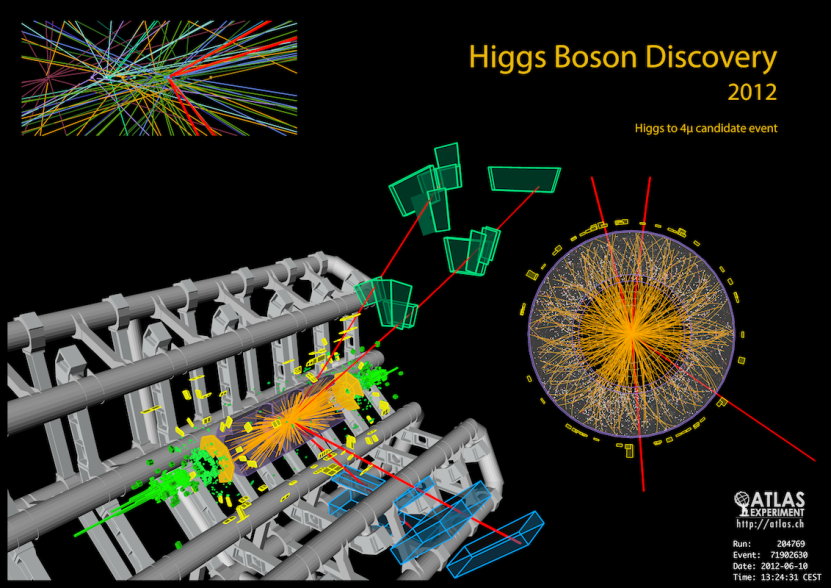 Higgs Boson Discovery
2012
Higgs to 4μ candidate event
ATLAS
EXPERIMENT
http://atlas.ch
Run: 204769
Event: 71902630
Date: 2012-06-10
Time: 13:24:31 CEST